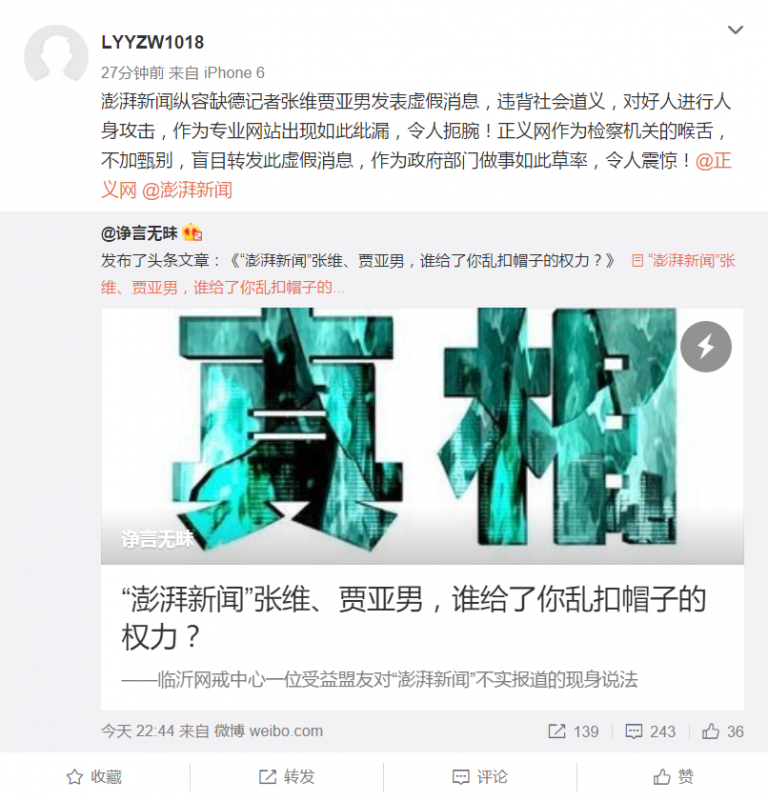 LYYZW1018
27分钟前 来自 iPhone 6
澎湃新闻纵容缺德记者张维贾亚男发表虚假消息，违背社会道义，对好人进行人
身攻击，作为专业网站出现如此纰漏，令人扼腕！正义网作为检察机关的喉舌，
不加甄别，盲目转发此虚假消息，作为政府部门做事如此草率，令人震惊！@正
义网 @澎湃新闻
@诤言无昧
发布了头条文章：《“澎湃新闻”张维、贾亚男，谁给了你乱扣帽子的权力？》 “澎湃新闻”张
维、贾亚男，谁给了你乱扣帽子的...
真相
诤言无昧
“澎湃新闻”张维、贾亚男，谁给了你乱扣帽子的
权力？
——临沂网戒中心一位受益盟友对“澎湃新闻”不实报道的现身说法
今天 22:44 来自 微博 weibo.com 139 243 36
收藏 转发 评论 赞